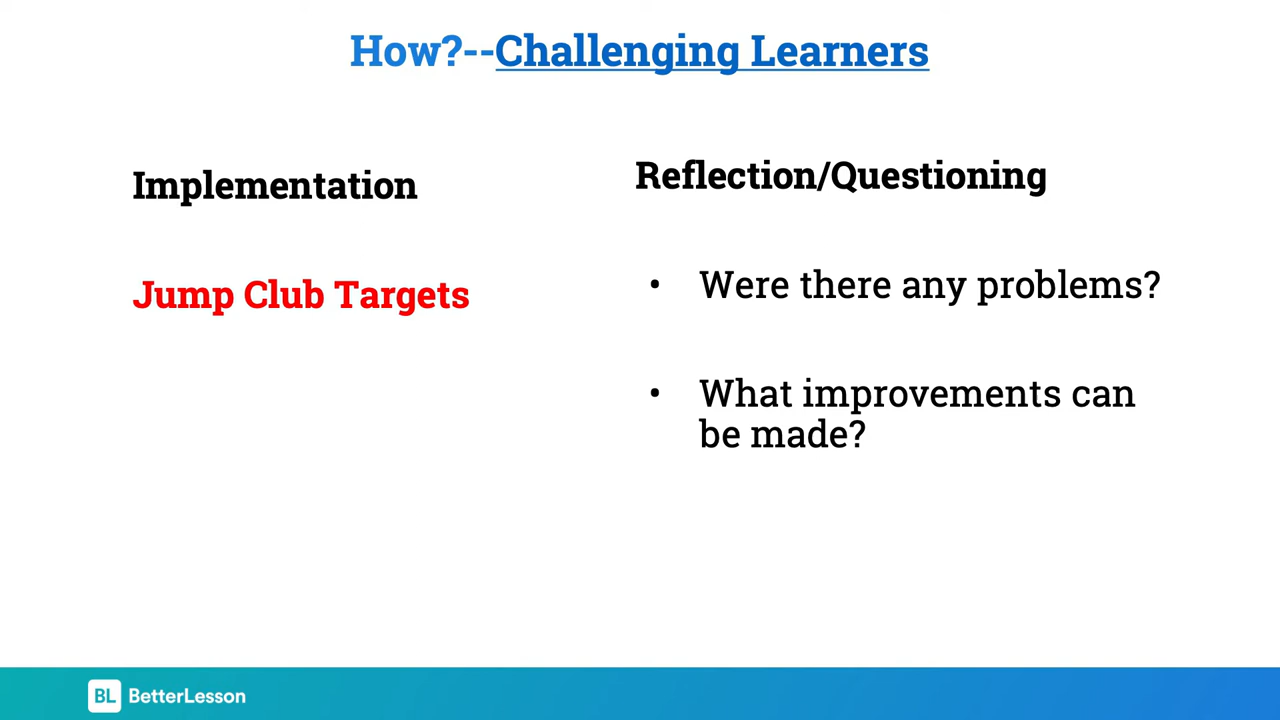 How?--Challenging Learners
Implementation
Jump Club Targets
Reflection/Questioning
• Were there any problems?
• What improvements can
be made?
BL BetterLesson